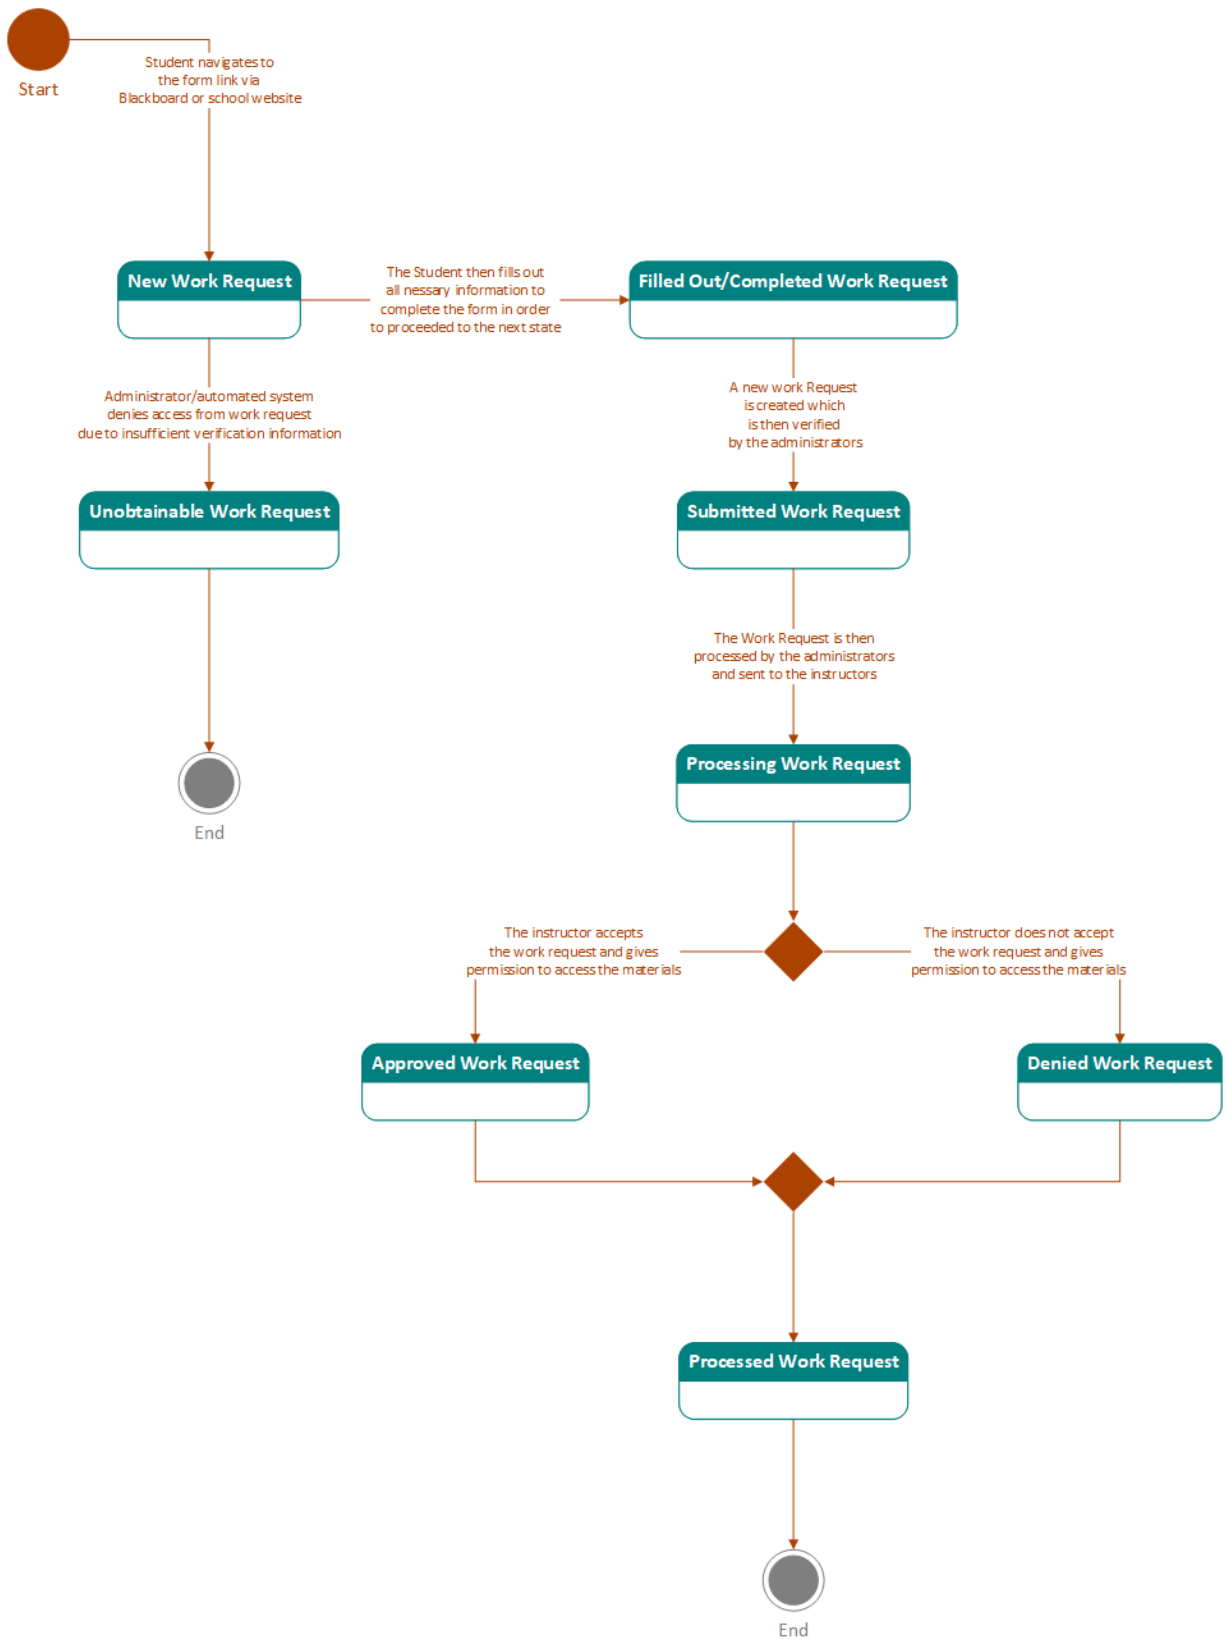 Start
Student navigates to
the form link via
Blackboard or school website
New Work Request
The Student then fills out
all nessary information to
complete the form in order
to proceeded to the next state
Filled Out/Completed Work Request
Administrator/automated system
denies access from work request
due to insufficient verification information
A new work Request
is created which
is then verified
by the administrators
Unobtainable Work Request
Submitted Work Request
The Work Request is then
processed by the administrators
and sent to the instructors
Processing Work Request
End
The instructor accepts
the work request and gives
permission to access the materials
The instructor does not accept
the work request and gives
permission to access the materials
Approved Work Request
Denied Work Request
Processed Work Request
End